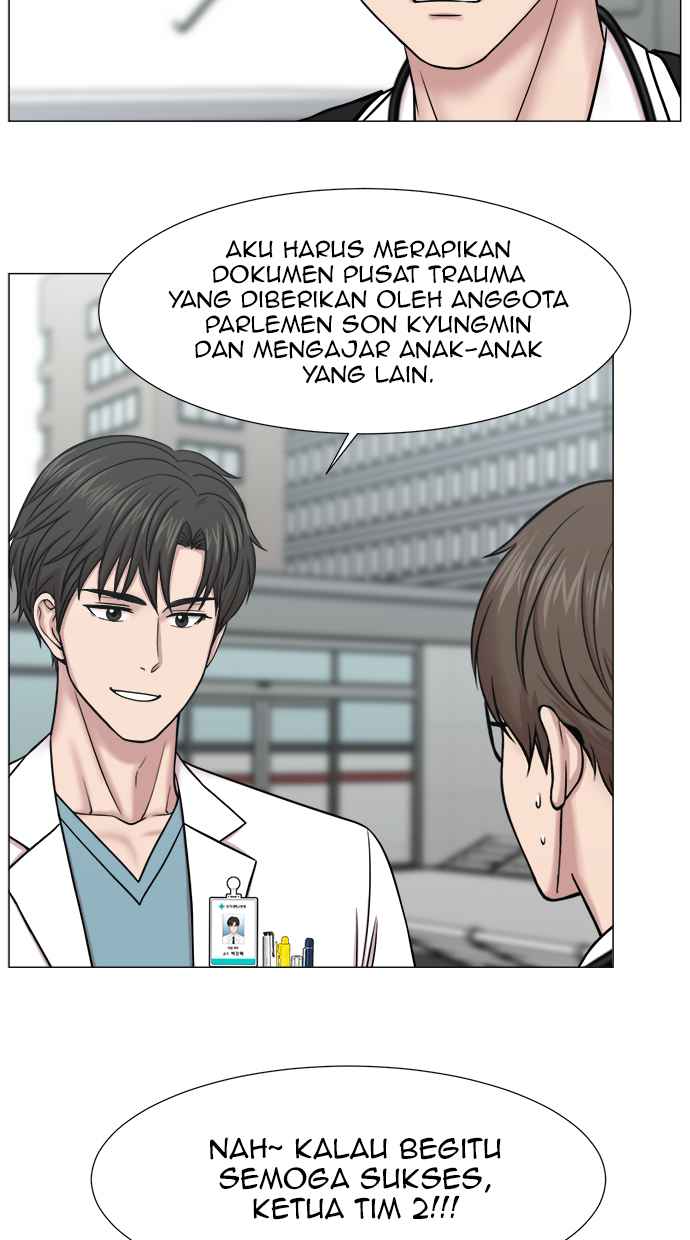 AKU HARUS MERAPIKAN
DOKUMEN PUSAT TRAUMA
YANG DIBERIKAN OLEH ANGGOTA
PARLEMEN SON KYUNGMIN
DAN MENGAJAR ANAK-ANAK
YANG LAIN.
NAH~ KALAU BEGITU
SEMOGA SUKSES,
KETUA TIM 2!!!